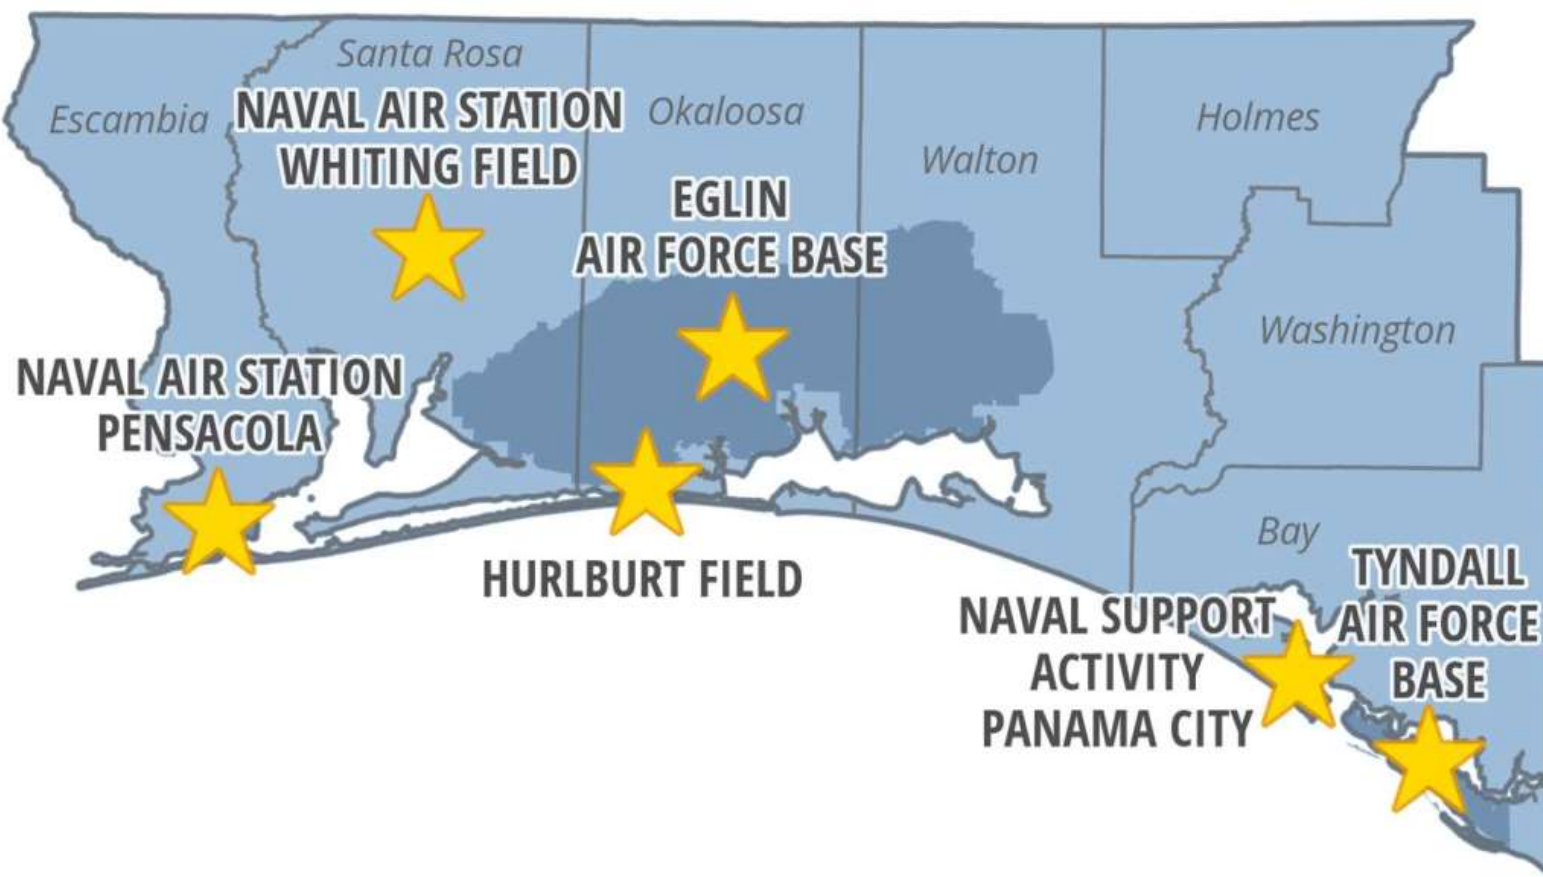 Santa Rosa
Escambia
NAVAL AIR STATION
WHITING FIELD
Okaloosa
Holmes
Walton
EGLIN
AIR FORCE BASE
Washington
NAVAL AIR STATION
PENSACOLA
HURLBURT FIELD
Bay
NAVAL SUPPORT
ACTIVITY
PANAMA CITY
TYNDALL
AIR FORCE
BASE